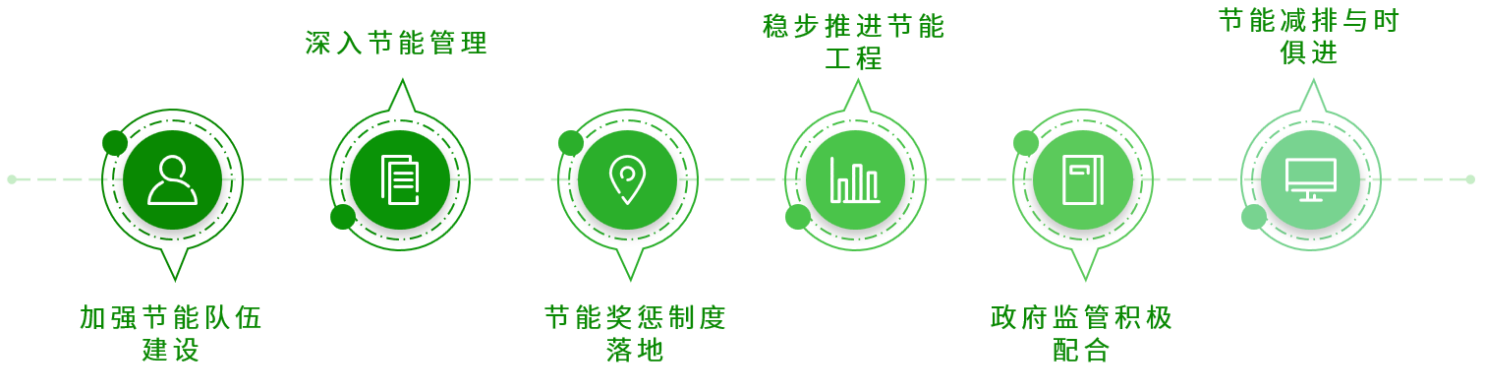 加强节能队伍
建设
深入节能管理
节能奖惩制度
落地
稳步推进节能
工程
政府监管积极
配合
节能减排与时
俱进